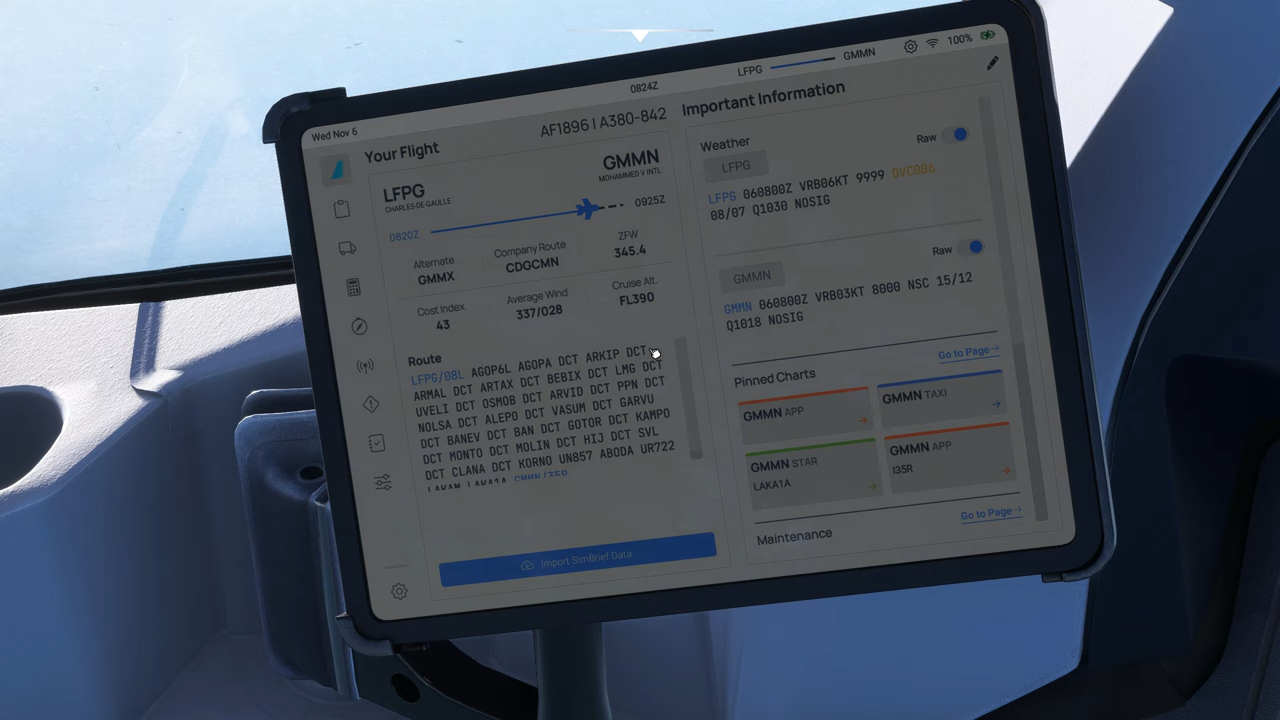 Wed Nov 6
0824Z
LFPG
GMMN
100%
Your Flight
AF1896 | A380-842
LFPG
CHARLES-DE-GAULLE
GMMN
MOHAMMED V INTL
0620Z
0925Z
Alternate
GMMX
Company Route
CDGCMN
ZFW
345.4
Cost Index
43
Average Wind
337/028
Cruise Alt.
FL390
Route
LFPG/08L AGOP6L AGOPA DCT ARKIP DCT
ARMAL DCT ARTAX DCT BEBIX DCT LMG DCT
UVELI DCT OSMOB DCT ARVID DCT PPN DCT
NOLSA DCT ALEPO DCT VASUM DCT GARVU
DCT BANEV DCT BAN DCT GOTOR DCT KAMPO
DCT MONTO DCT MOLIN DCT HIJ DCT SVL
DCT CLANA DCT KORNO UN857 ABODA UR722
LAKAM LAKA1A GMMN/35R
Import SimBrief Data
Important Information
Weather
Raw
LFPG
LFPG 060800Z VRB06KT 9999 OVC006
08/07 Q1030 NOSIG
Raw
GMMN
GMMN 060800Z VRB03KT 8000 NSC 15/12
Q1018 NOSIG
Go to Page
Pinned Charts
GMMN APP
GMMN TAXI
GMMN STAR
LAKA1A
GMMN APP
I35R
Go to Page
Maintenance